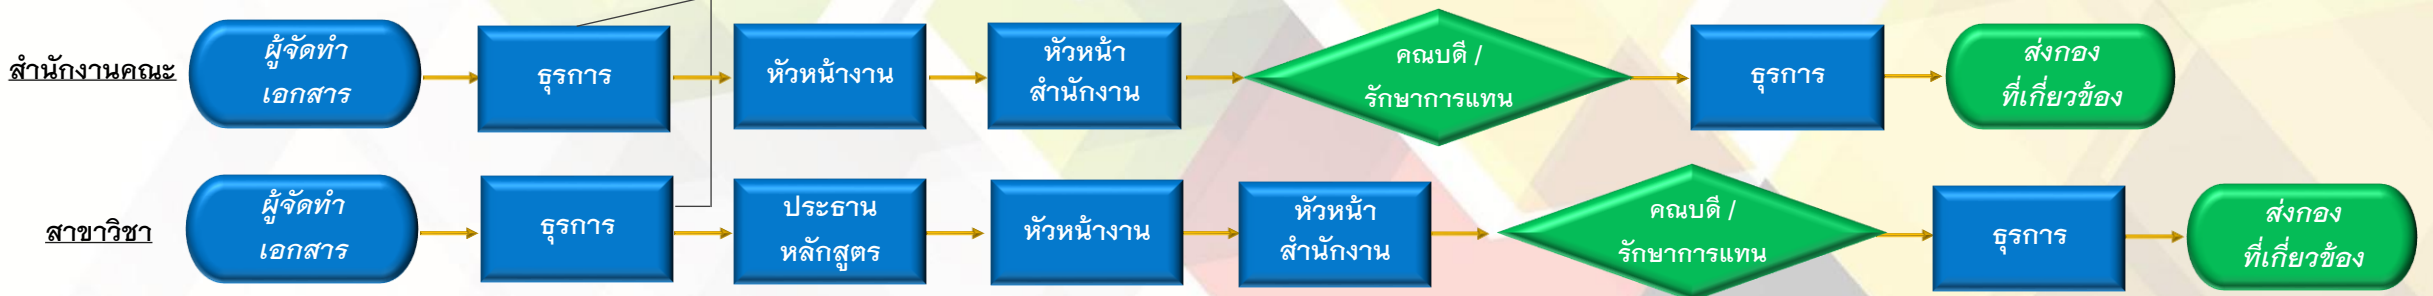 สำนักงานคณะ
ผู้จัดทำ
เอกสาร
ธุรการ
หัวหน้างาน
หัวหน้า
สำนักงาน
คณบดี /
รักษาการแทน
ธุรการ
ส่งกอง
ที่เกี่ยวข้อง
สาขาวิชา
ผู้จัดทำ
เอกสาร
ธุรการ
ประธาน
หลักสูตร
หัวหน้างาน
หัวหน้า
สำนักงาน
คณบดี /
รักษาการแทน
ธุรการ
ส่งกอง
ที่เกี่ยวข้อง